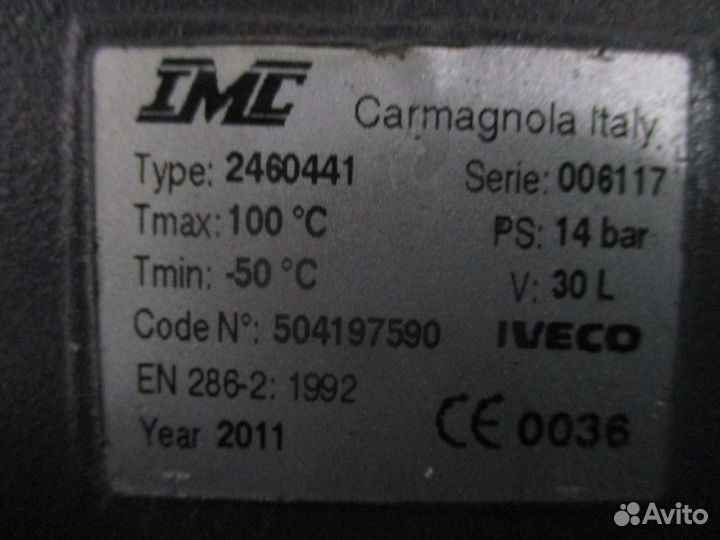 IMC Carmagnola Italy
Type: 2460441 Serie: 006117
Tmax: 100 °C PS: 14 bar
Tmin: -50 °C V: 30 L
Code N°: 504197590 IVECO
EN 286-2: 1992
Year 2011 CE 0036
Avito